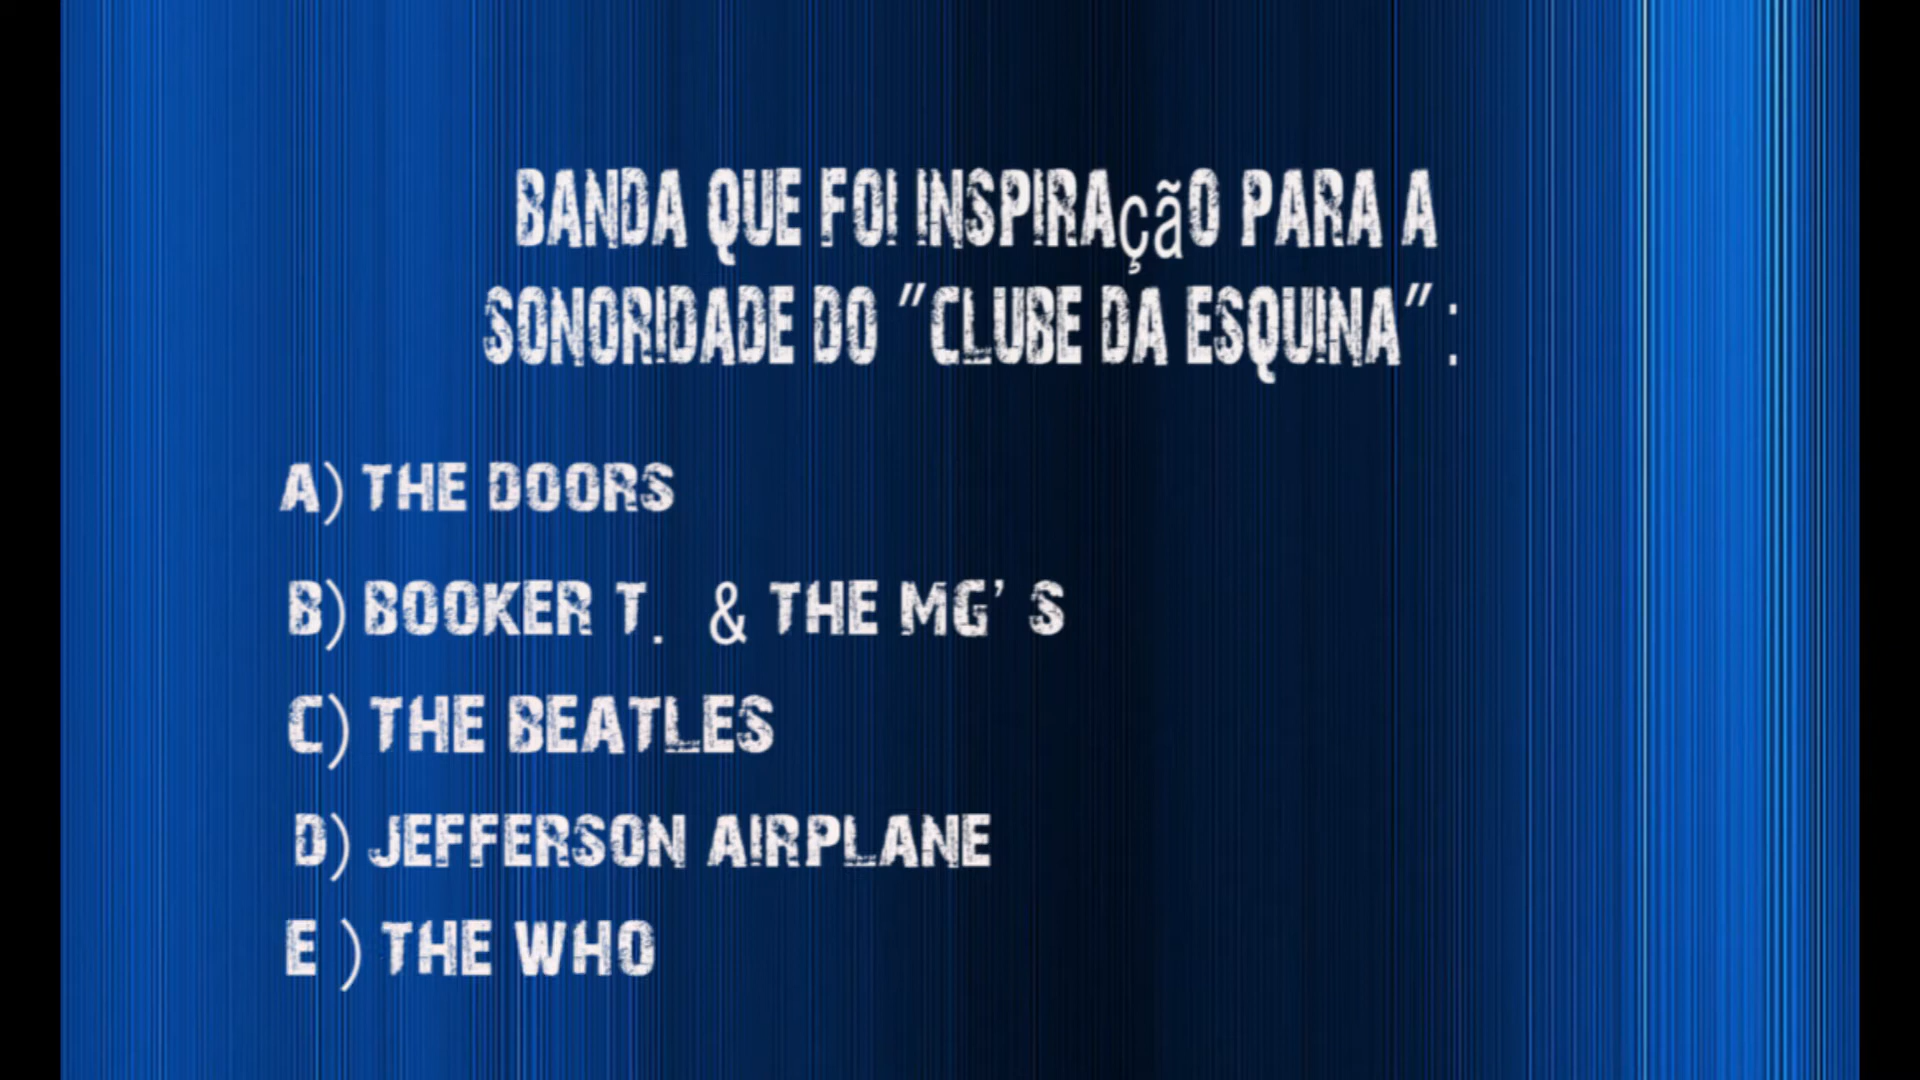 BANDA QUE FOI INSPIRAçãO PARA A
SONORIDADE DO "CLUBE DA ESQUINA":
A) THE DOORS
B) BOOKER T. & THE MG'S
C) THE BEATLES
D) JEFFERSON AIRPLANE
E ) THE WHO